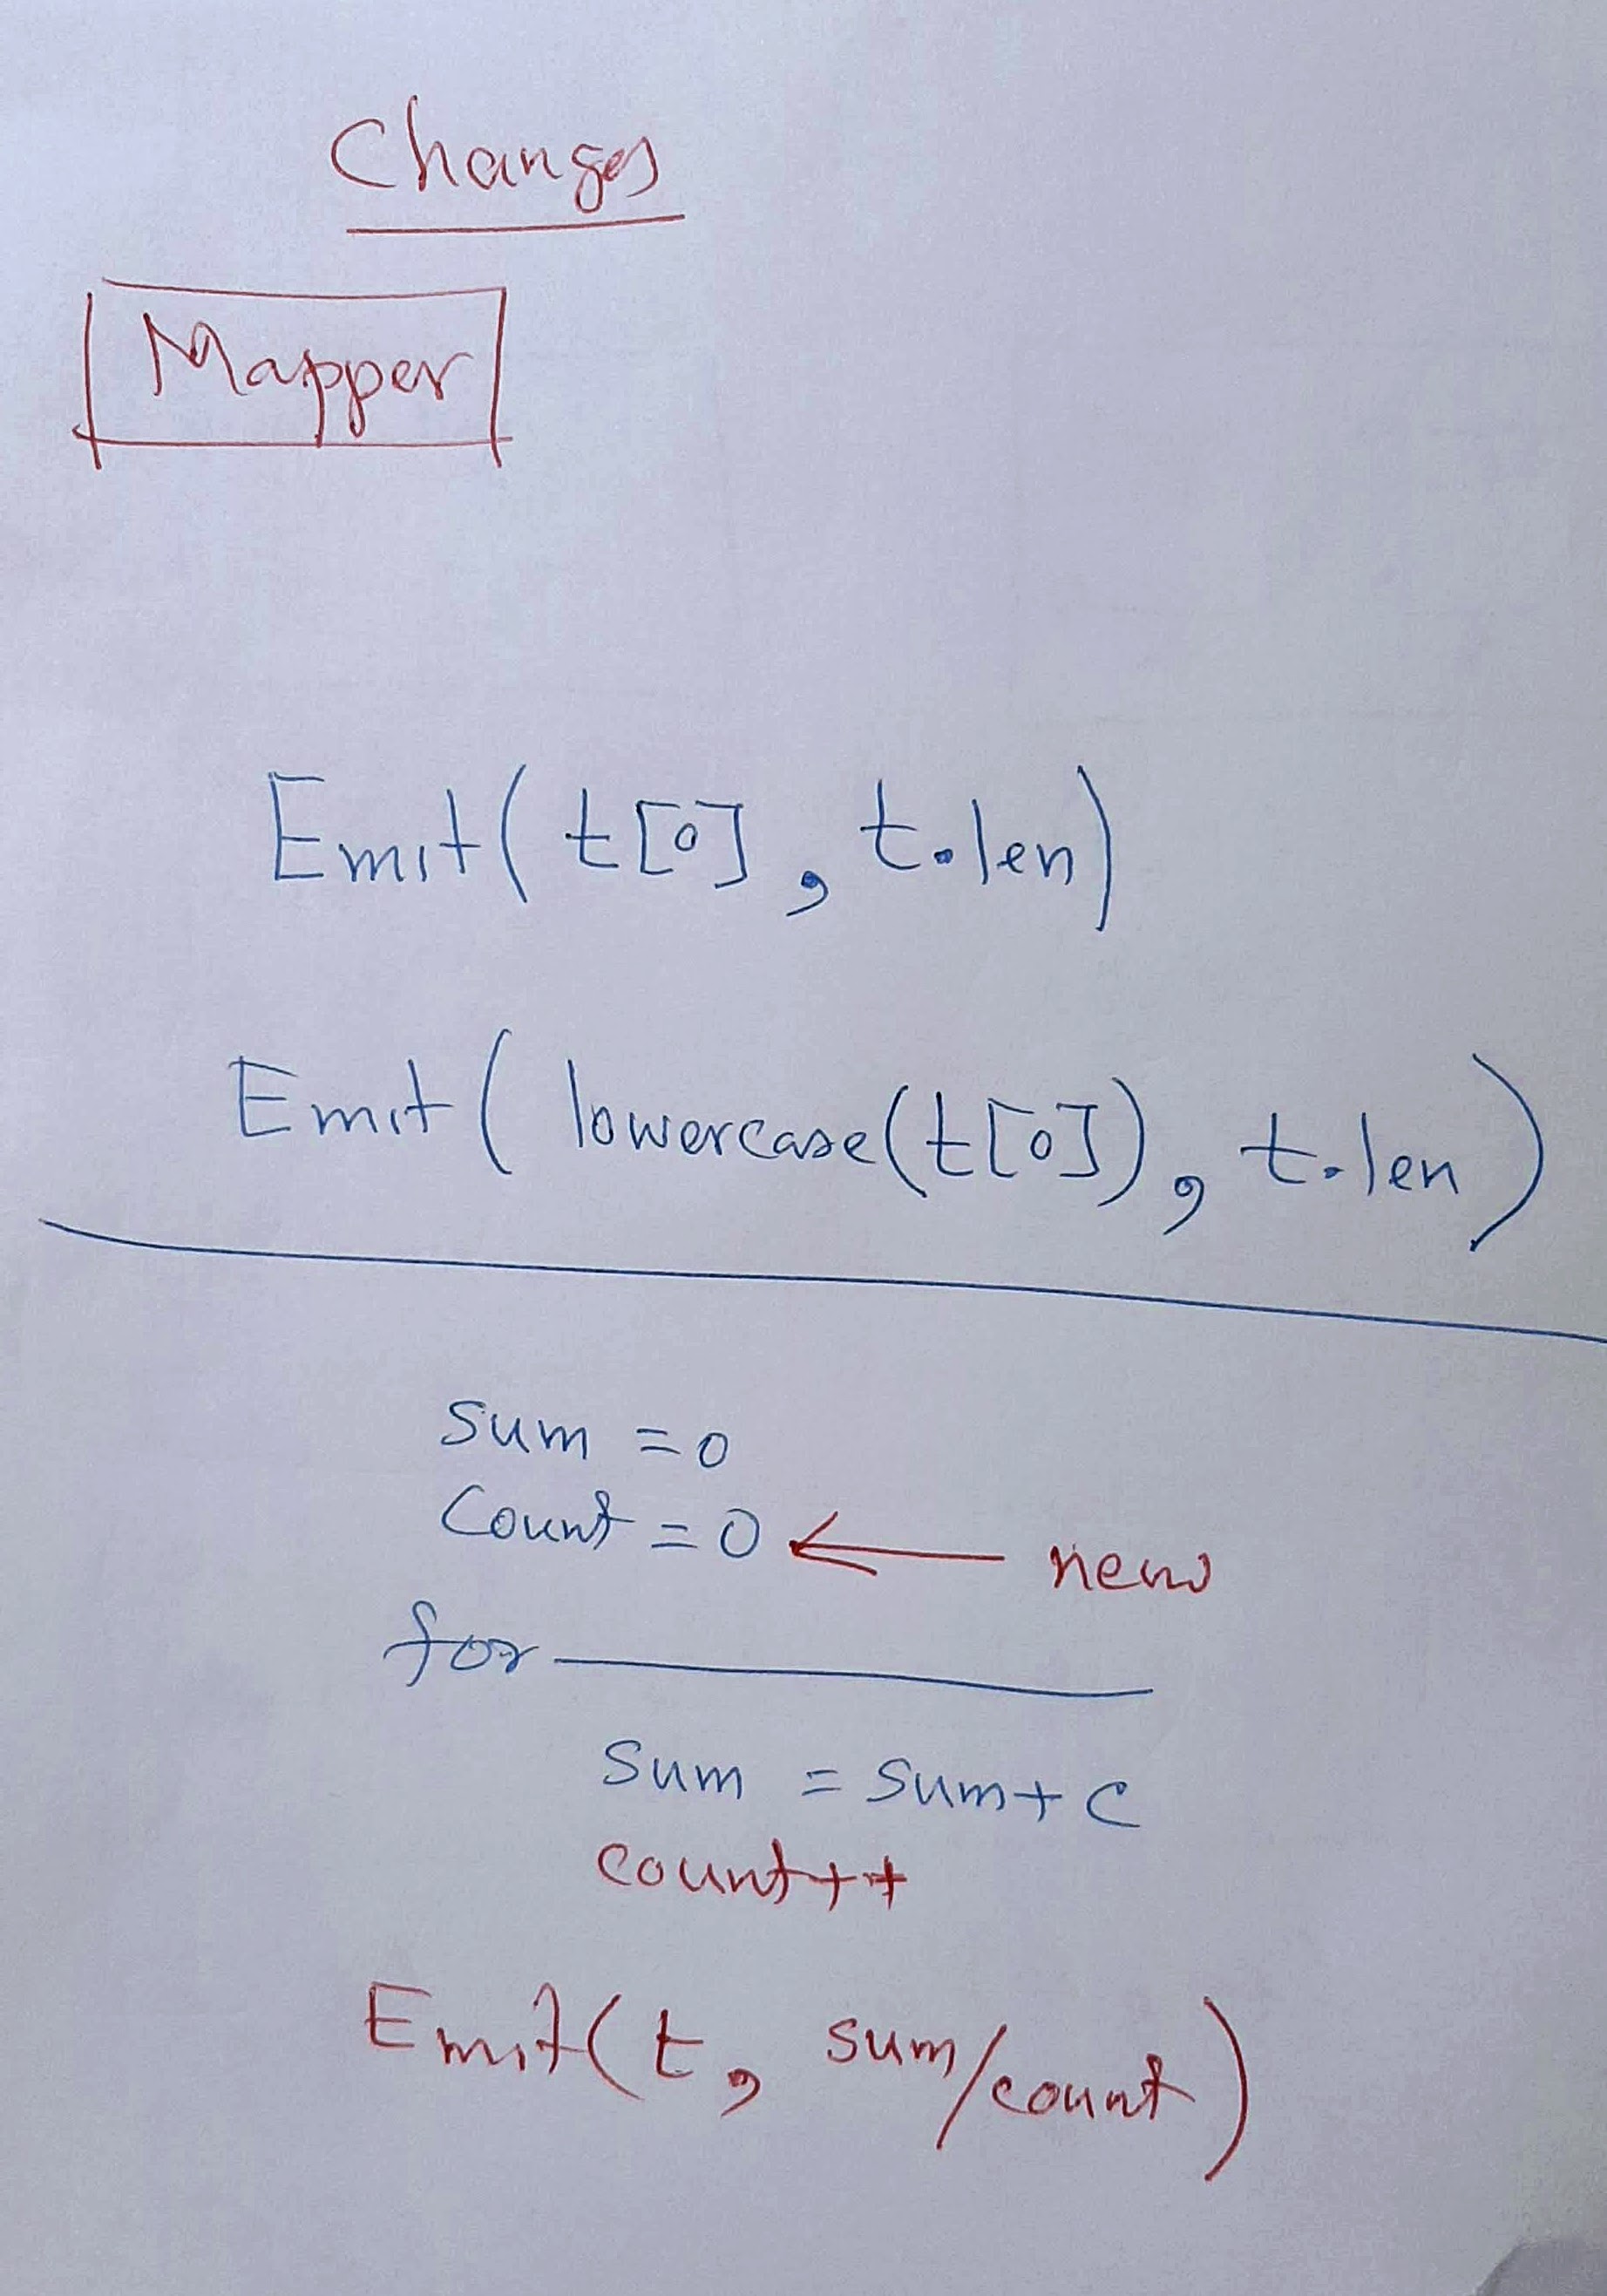 Changes
Mapper
Emit( t[0] , t.len)
Emit( lowercase(t[0]) , t.len )
sum = 0
Count = 0 ← new
for
sum = sum + c
count++
Emit( t , sum/count )